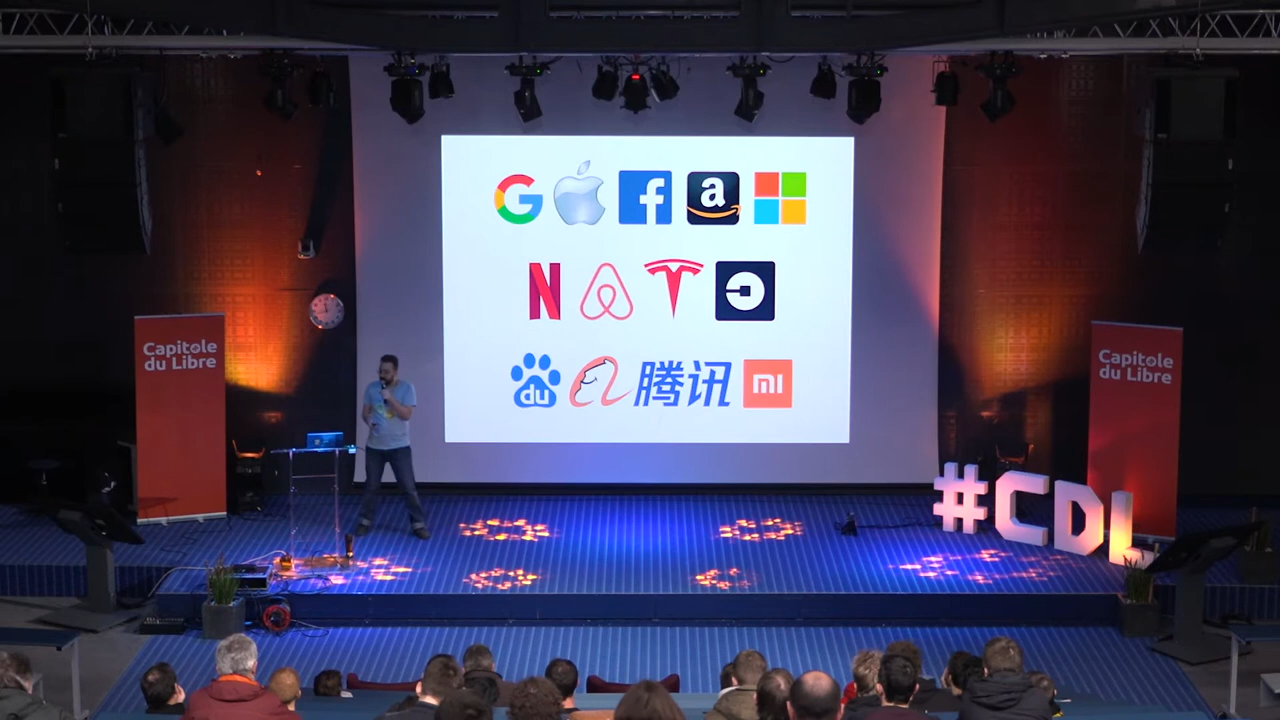 G f a
N
du 腾讯 mi
Capitole
du Libre
Capitole
du Libre
#CDL